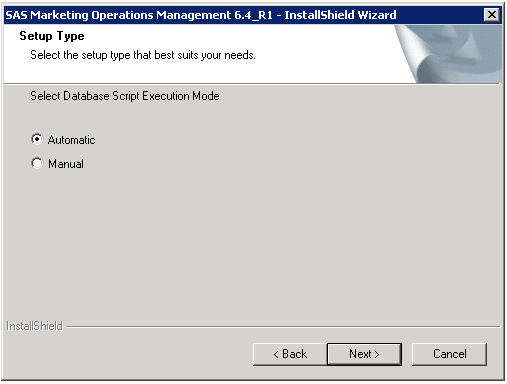 SAS Marketing Operations Management 6.4_R1 - InstallShield Wizard
Setup Type
Select the setup type that best suits your needs.
Select Database Script Execution Mode
Automatic
Manual
InstallShield
< Back Next > Cancel